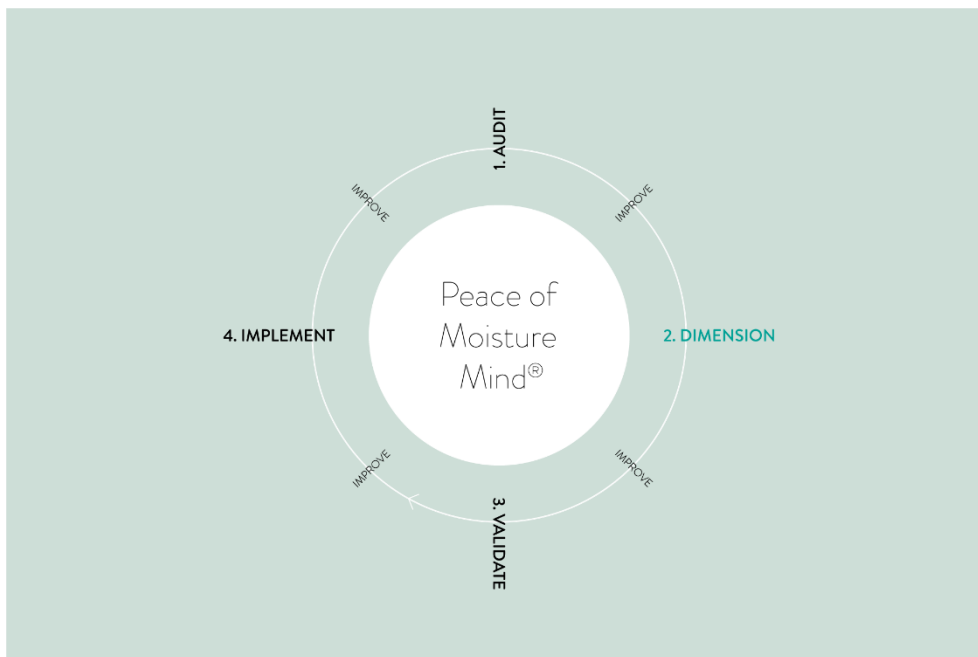 1. AUDIT
IMPROVE
IMPROVE
Peace of
Moisture
Mind®
4. IMPLEMENT
2. DIMENSION
IMPROVE
IMPROVE
3. VALIDATE